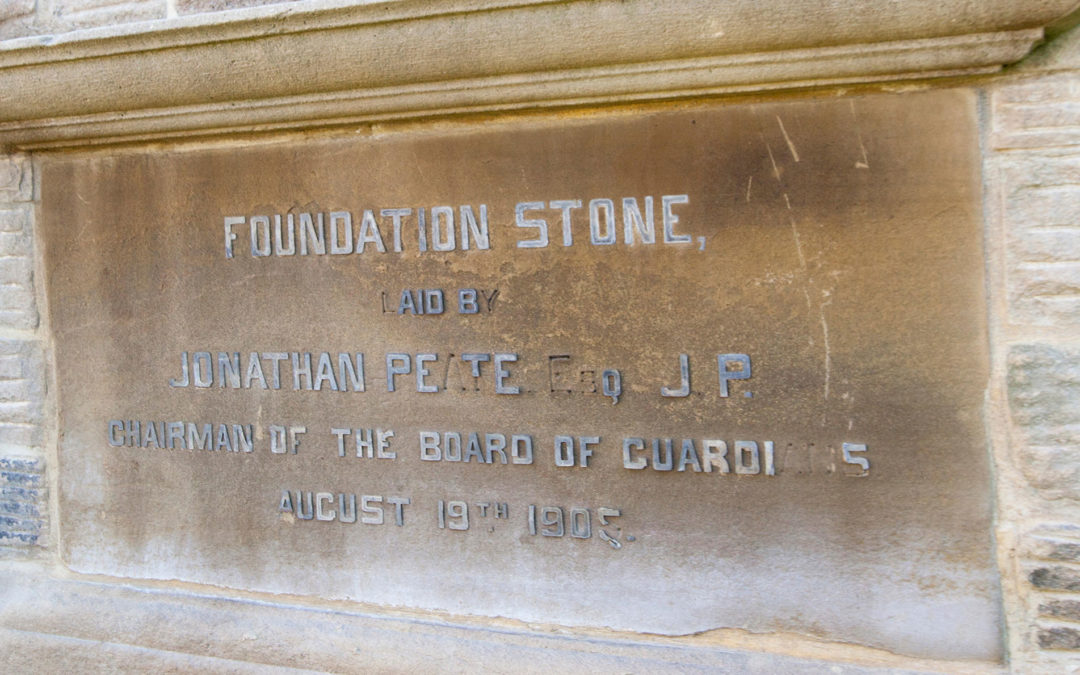 FOUNDATION STONE,
LAID BY
JONATHAN PEATE. ESQ J.P.
CHAIRMAN OF THE BOARD OF GUARDIANS
AUGUST 19TH 1905.